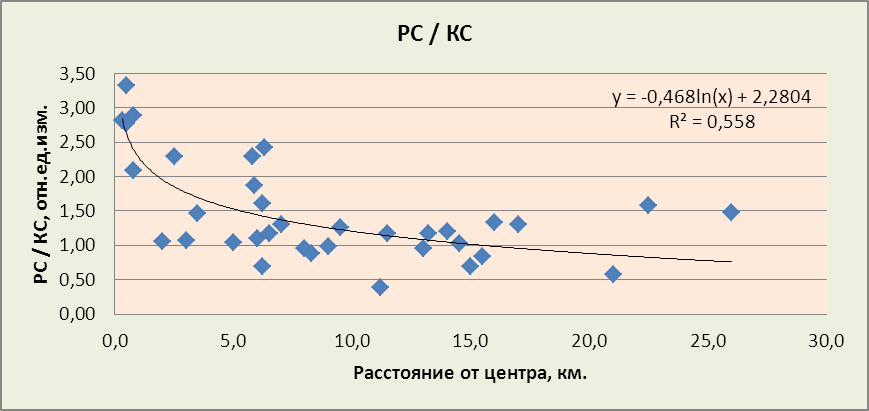 РС / КС
y = -0,468ln(x) + 2,2804
R² = 0,558
РС / КС, отн.ед.изм.
3,50
3,00
2,50
2,00
1,50
1,00
0,50
0,00
0,0 5,0 10,0 15,0 20,0 25,0 30,0
Расстояние от центра, км.